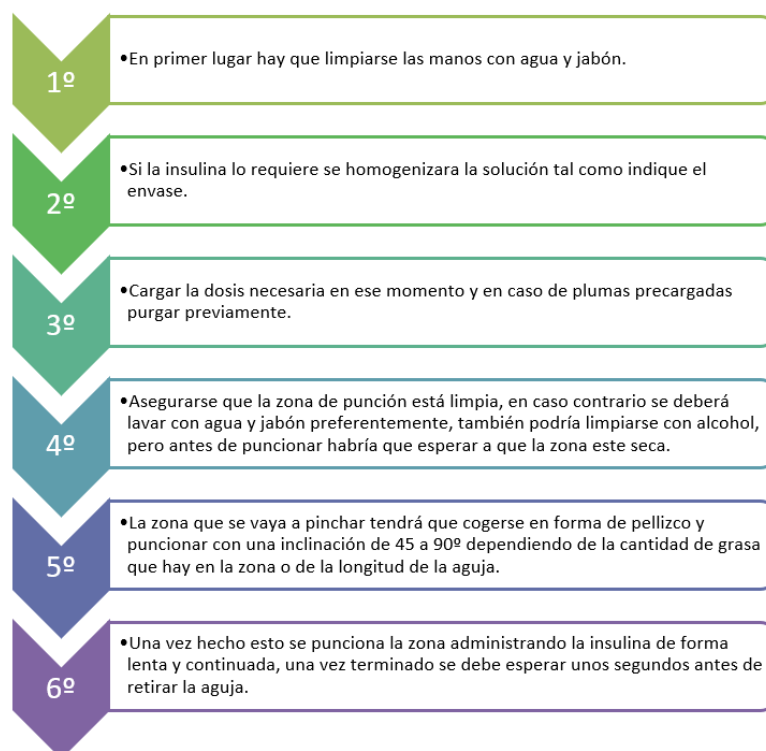 1º
•En primer lugar hay que limpiarse las manos con agua y jabón.
2º
•Si la insulina lo requiere se homogenizara la solución tal como indique el
envase.
3º
•Cargar la dosis necesaria en ese momento y en caso de plumas precargadas
purgar previamente.
4º
•Asegurarse que la zona de punción está limpia, en caso contrario se deberá
lavar con agua y jabón preferentemente, también podría limpiarse con alcohol,
pero antes de puncionar habría que esperar a que la zona este seca.
5º
•La zona que se vaya a pinchar tendrá que cogerse en forma de pellizco y
puncionar con una inclinación de 45 a 90º dependiendo de la cantidad de grasa
que hay en la zona o de la longitud de la aguja.
6º
•Una vez hecho esto se punciona la zona administrando la insulina de forma
lenta y continuada, una vez terminado se debe esperar unos segundos antes de
retirar la aguja.